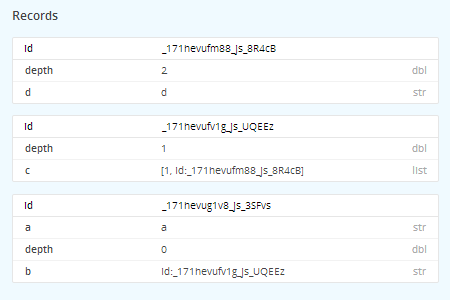 Records
Id _171hevufm88_Js_8R4cB
depth 2 dbl
d d str
Id _171hevufv1g_Js_UQEEz
depth 1 dbl
c [1, Id:_171hevufm88_Js_8R4cB] list
Id _171hevug1v8_Js_3SFvs
a a str
depth 0 dbl
b Id:_171hevufv1g_Js_UQEEz str